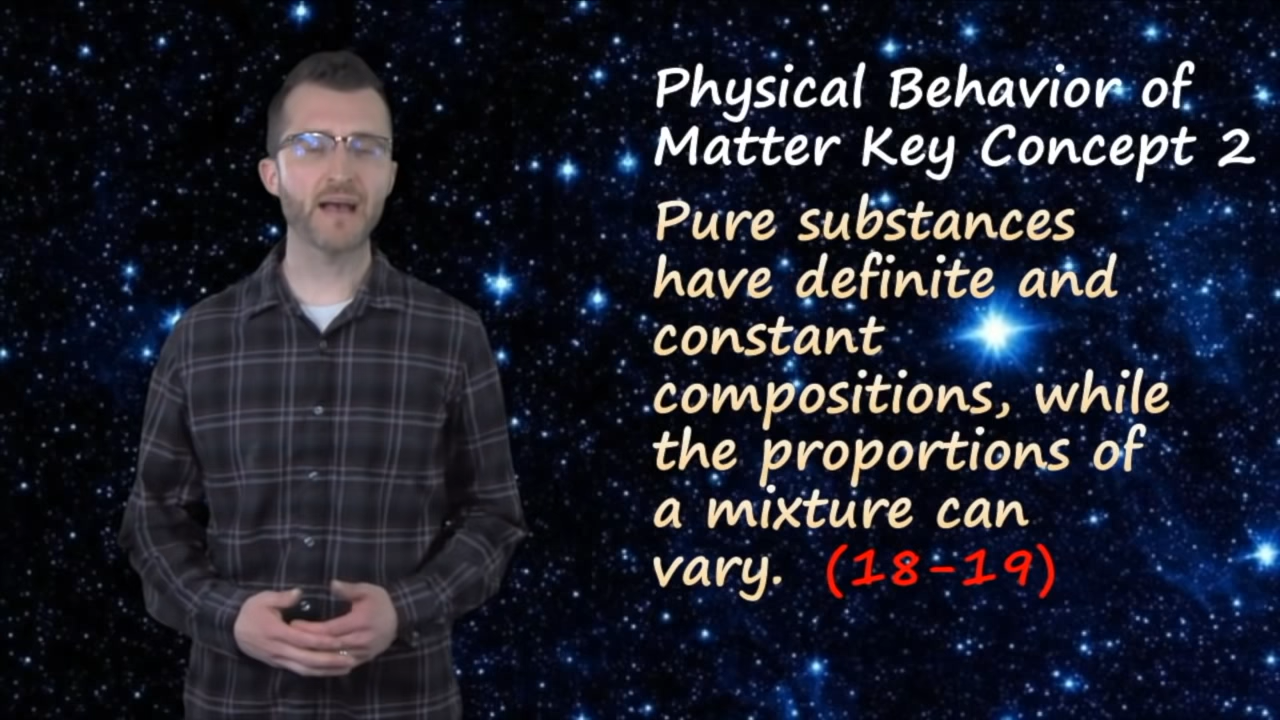 Physical Behavior of
Matter Key Concept 2
Pure substances
have definite and
constant
compositions, while
the proportions of
a mixture can
vary. (18-19)